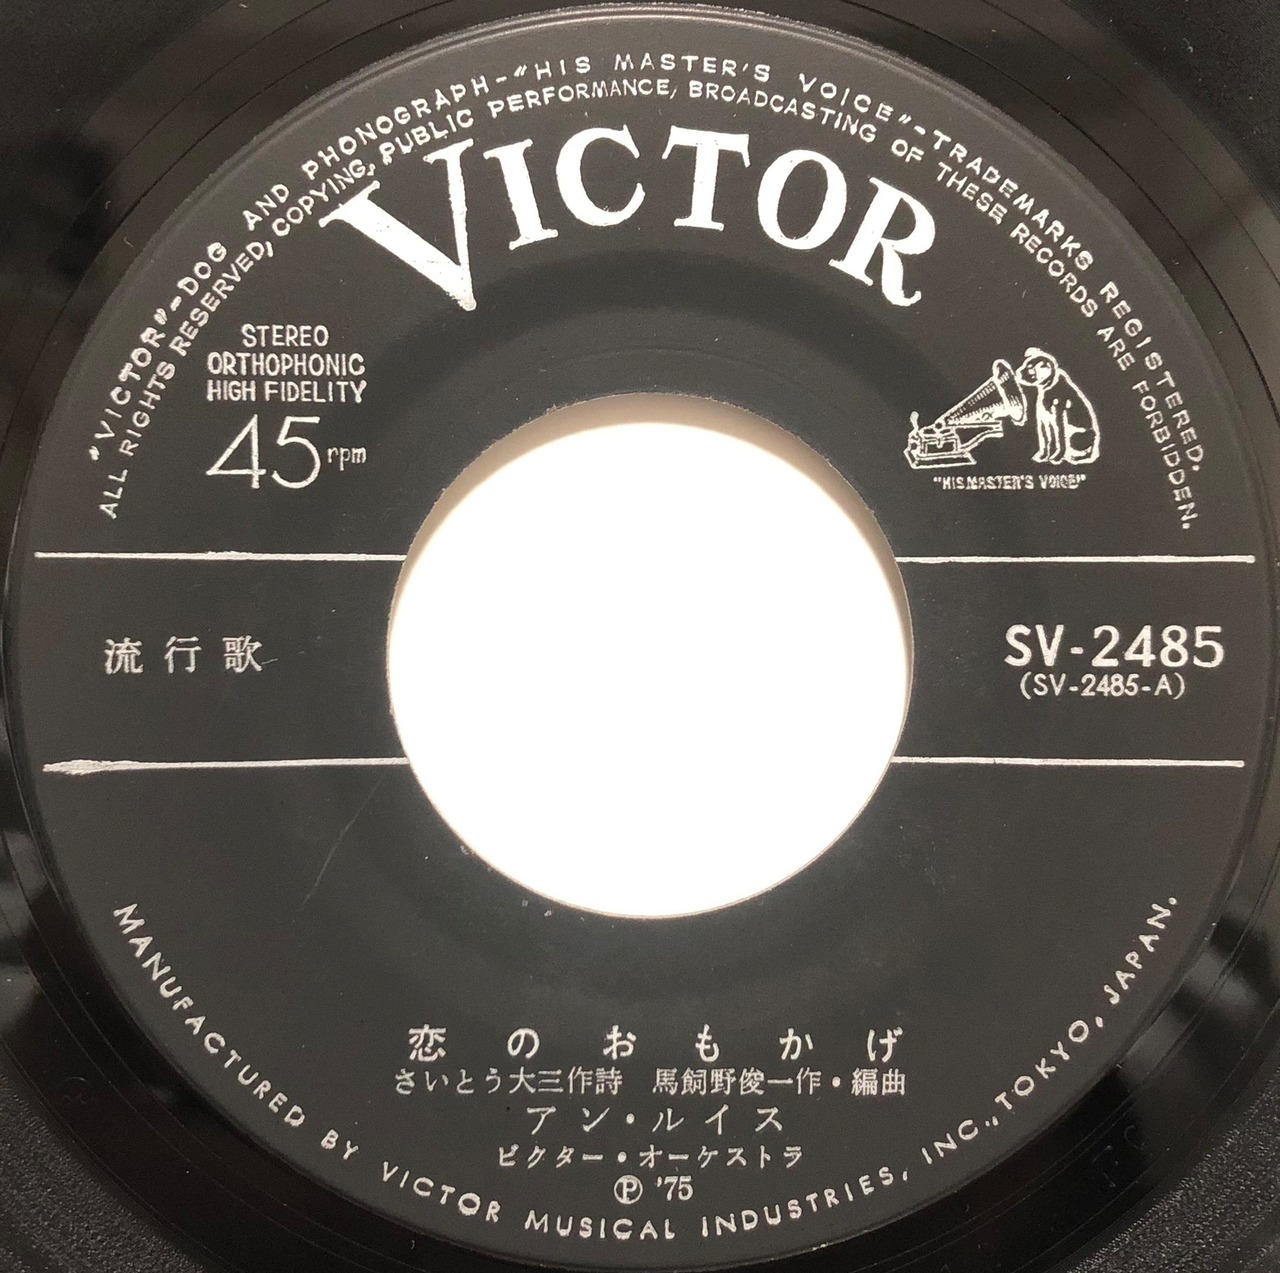 "VICTOR"-DOG AND PHONOGRAPH-"HIS MASTER'S VOICE"-TRADEMARKS REGISTERED.
ALL RIGHTS RESERVED, COPYING, PUBLIC PERFORMANCE, BROADCASTING OF THESE RECORDS ARE FORBIDDEN.
VICTOR
STEREO
ORTHOPHONIC
HIGH FIDELITY
45rpm
"HIS MASTER'S VOICE"
流行歌
SV-2485
(SV-2485-A)
恋のおもかげ
さいとう大三作詩 馬飼野俊一作・編曲
アン・ルイス
ビクター・オーケストラ
Ⓟ '75
MANUFACTURED BY VICTOR MUSICAL INDUSTRIES, INC., TOKYO, JAPAN.